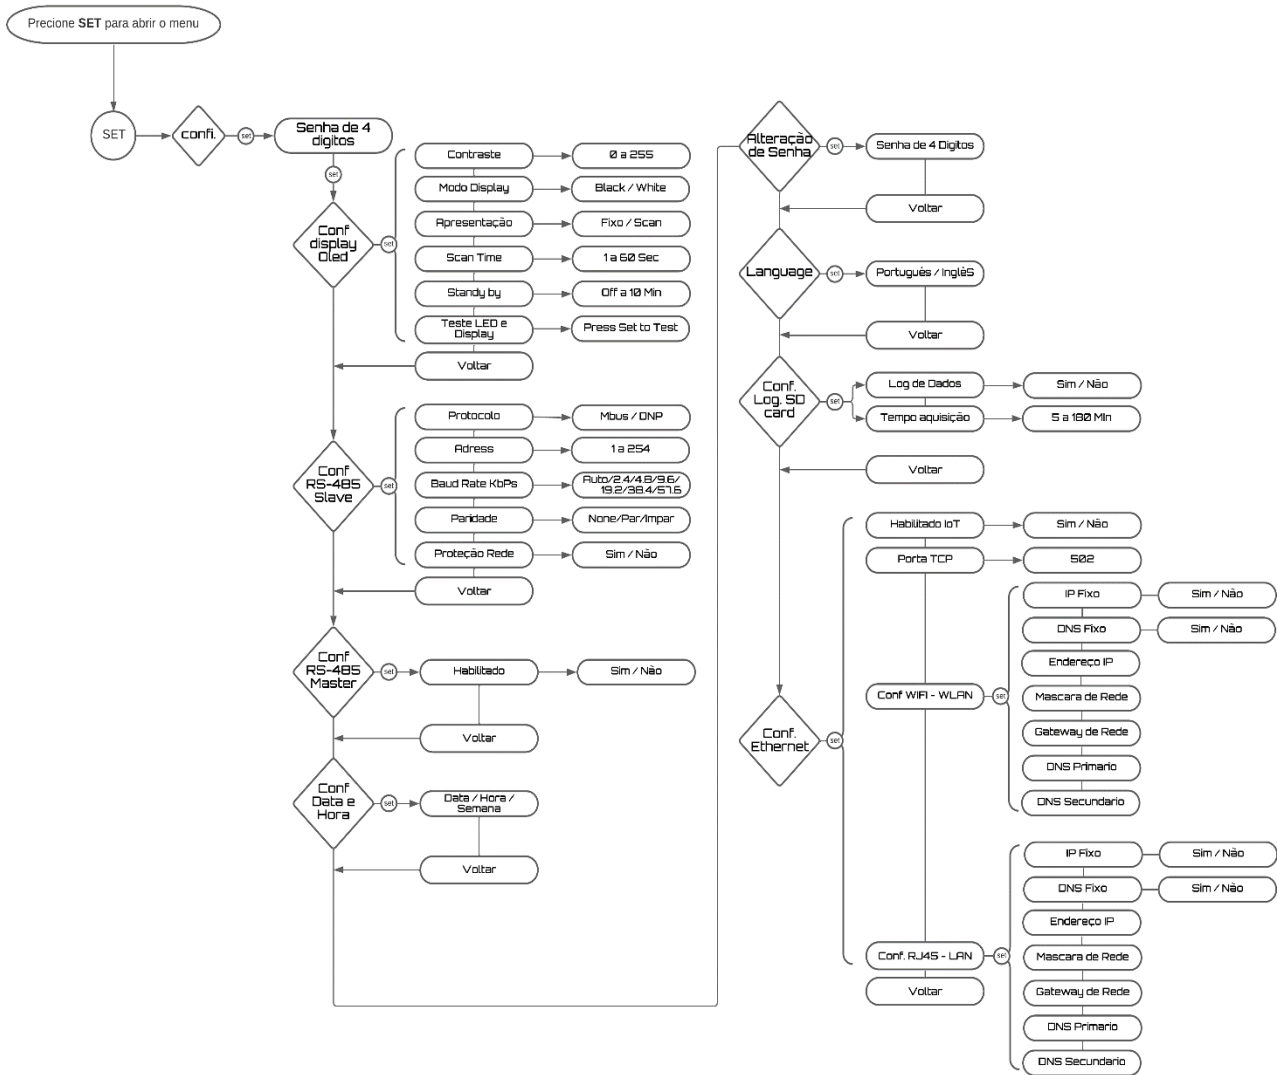 Precione SET para abrir o menu
SET
confi.
set
Senha de 4
digitos
set
Conf
display
Oled
set
Contraste
0 a 255
Modo Display
Black / White
Apresentação
Fixo / Scan
Scan Time
1 a 60 Sec
Standy by
Off a 10 Min
Teste LED e
Display
Press Set to Test
Voltar
Conf
RS-485
Slave
set
Protocolo
Mbus / DNP
Adress
1 a 254
Baud Rate KbPs
Auto/2.4/4.8/9.6/
19.2/38.4/57.6
Paridade
None/Par/Impar
Proteção Rede
Sim / Não
Voltar
Conf
RS-485
Master
set
Habilitado
Sim / Não
Voltar
Conf
Data e
Hora
set
Data / Hora /
Semana
Voltar
Alteração
de Senha
set
Senha de 4 Digitos
Voltar
Language
set
Português / InglêS
Voltar
Conf.
Log. SD
card
set
Log de Dados
Sim / Não
Tempo aquisição
5 a 180 MIn
Voltar
Conf.
Ethernet
set
Habilitado IoT
Sim / Não
Porta TCP
502
Conf WIFI - WLAN
set
IP Fixo
Sim / Não
DNS Fixo
Sim / Não
Endereço IP
Mascara de Rede
Gateway de Rede
DNS Primario
DNS Secundario
Conf. RJ45 - LAN
set
IP Fixo
Sim / Não
DNS Fixo
Sim / Não
Endereço IP
Mascara de Rede
Gateway de Rede
DNS Primario
DNS Secundario
Voltar